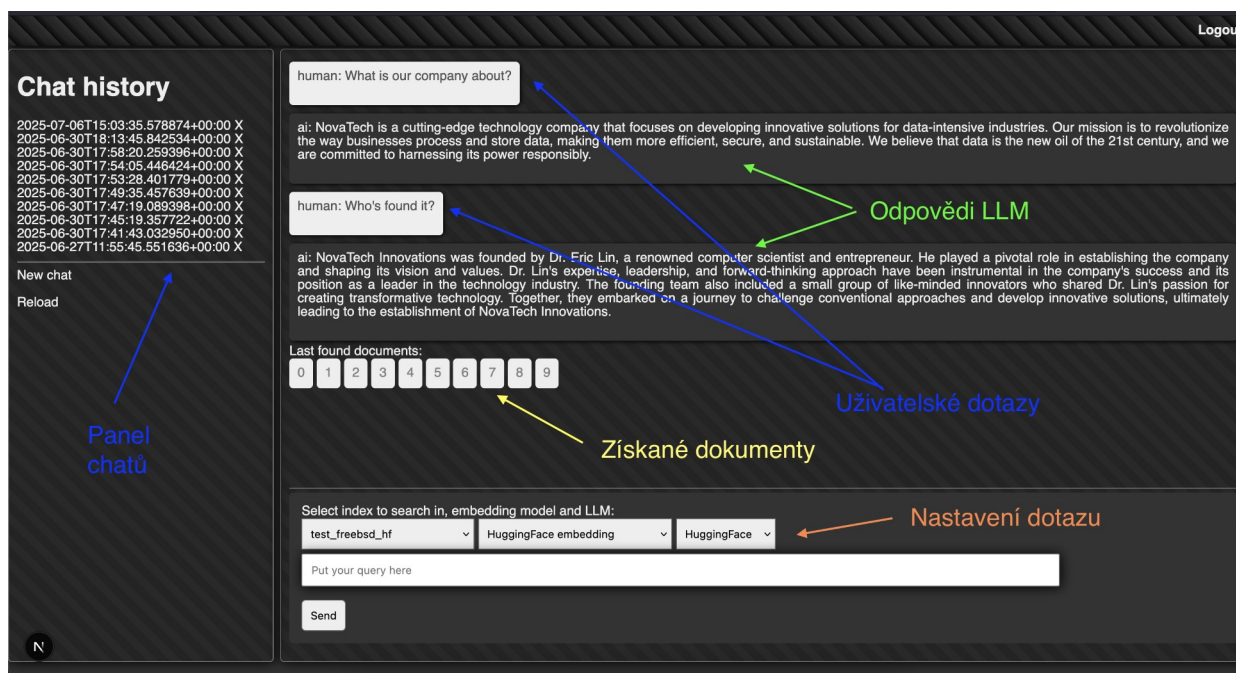 Logou
Chat history
2025-07-06T15:03:35.578874+00:00 X
2025-06-30T18:13:45.842534+00:00 X
2025-06-30T17:58:20.259396+00:00 X
2025-06-30T17:54:05.446424+00:00 X
2025-06-30T17:53:28.401779+00:00 X
2025-06-30T17:49:35.457639+00:00 X
2025-06-30T17:47:19.089398+00:00 X
2025-06-30T17:45:19.357722+00:00 X
2025-06-30T17:41:43.032950+00:00 X
2025-06-27T11:55:45.551636+00:00 X
New chat
Reload
Panel
chatů
N
human: What is our company about?
ai: NovaTech is a cutting-edge technology company that focuses on developing innovative solutions for data-intensive industries. Our mission is to revolutionize
the way businesses process and store data, making them more efficient, secure, and sustainable. We believe that data is the new oil of the 21st century, and we
are committed to harnessing its power responsibly.
human: Who's found it?
Odpovědi LLM
ai: NovaTech Innovations was founded by Dr. Eric Lin, a renowned computer scientist and entrepreneur. He played a pivotal role in establishing the company
and shaping its vision and values. Dr. Lin's expertise, leadership, and forward-thinking approach have been instrumental in the company's success and its
position as a leader in the technology industry. The founding team also included a small group of like-minded innovators who shared Dr. Lin's passion for
creating transformative technology. Together, they embarked on a journey to challenge conventional approaches and develop innovative solutions, ultimately
leading to the establishment of NovaTech Innovations.
Last found documents:
0 1 2 3 4 5 6 7 8 9
Uživatelské dotazy
Získané dokumenty
Select index to search in, embedding model and LLM:
test_freebsd_hf HuggingFace embedding HuggingFace
Nastavení dotazu
Put your query here
Send